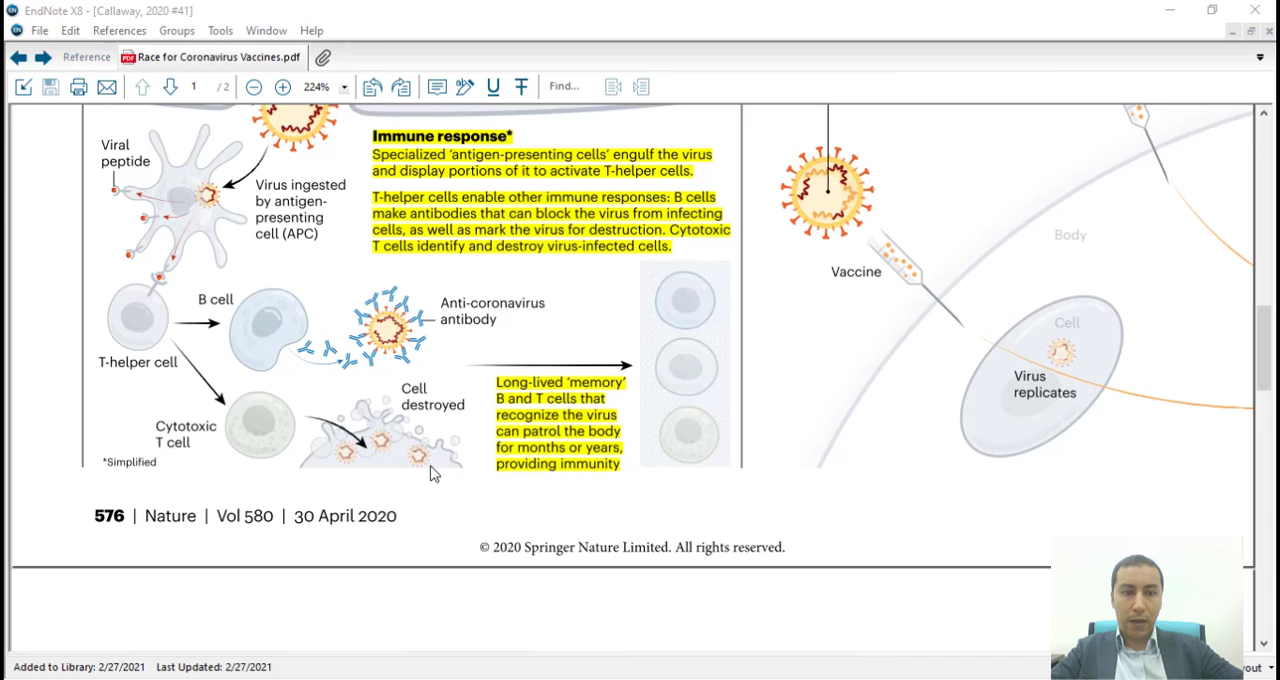 EndNote X8 - [Callaway, 2020 #41]
File Edit References Groups Tools Window Help
Reference Race for Coronavirus Vaccines.pdf
1 / 2 224% Find...
Viral
peptide
Virus ingested
by antigen-
presenting
cell (APC)
Immune response*
Specialized ‘antigen-presenting cells’ engulf the virus
and display portions of it to activate T-helper cells.
T-helper cells enable other immune responses: B cells
make antibodies that can block the virus from infecting
cells, as well as mark the virus for destruction. Cytotoxic
T cells identify and destroy virus-infected cells.
B cell
Anti-coronavirus
antibody
T-helper cell
Cell
destroyed
Cytotoxic
T cell
Long-lived ‘memory’
B and T cells that
recognize the virus
can patrol the body
for months or years,
providing immunity
*Simplified
Vaccine
Body
Cell
Virus
replicates
576 | Nature | Vol 580 | 30 April 2020
© 2020 Springer Nature Limited. All rights reserved.
Added to Library: 2/27/2021 Last Updated: 2/27/2021